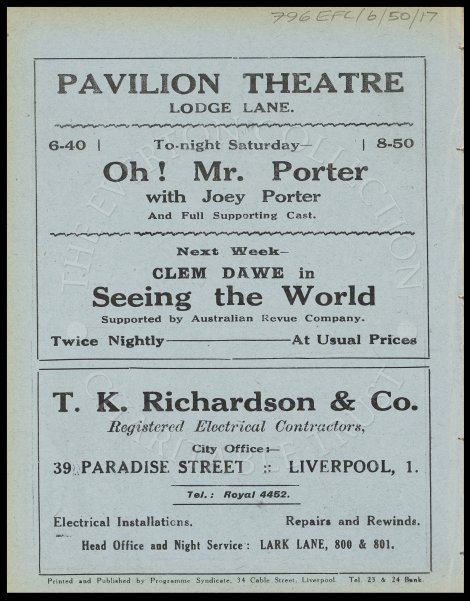 796 EFC/6/50/17
PAVILION THEATRE
LODGE LANE.
6-40 | To-night Saturday— | 8-50
Oh! Mr. Porter
with Joey Porter
And Full Supporting Cast.
Next Week—
CLEM DAWE in
Seeing the World
Supported by Australian Revue Company.
Twice Nightly———At Usual Prices
T. K. Richardson & Co.
Registered Electrical Contractors,
City Office:—
39 PARADISE STREET :: LIVERPOOL, 1.
Tel.: Royal 4452.
Electrical Installations. Repairs and Rewinds.
Head Office and Night Service: LARK LANE, 800 & 801.
Printed and Published by Programme Syndicate, 34 Cable Street, Liverpool. Tel. 23 & 24 Bank.
THE EVERTON COLLECTION